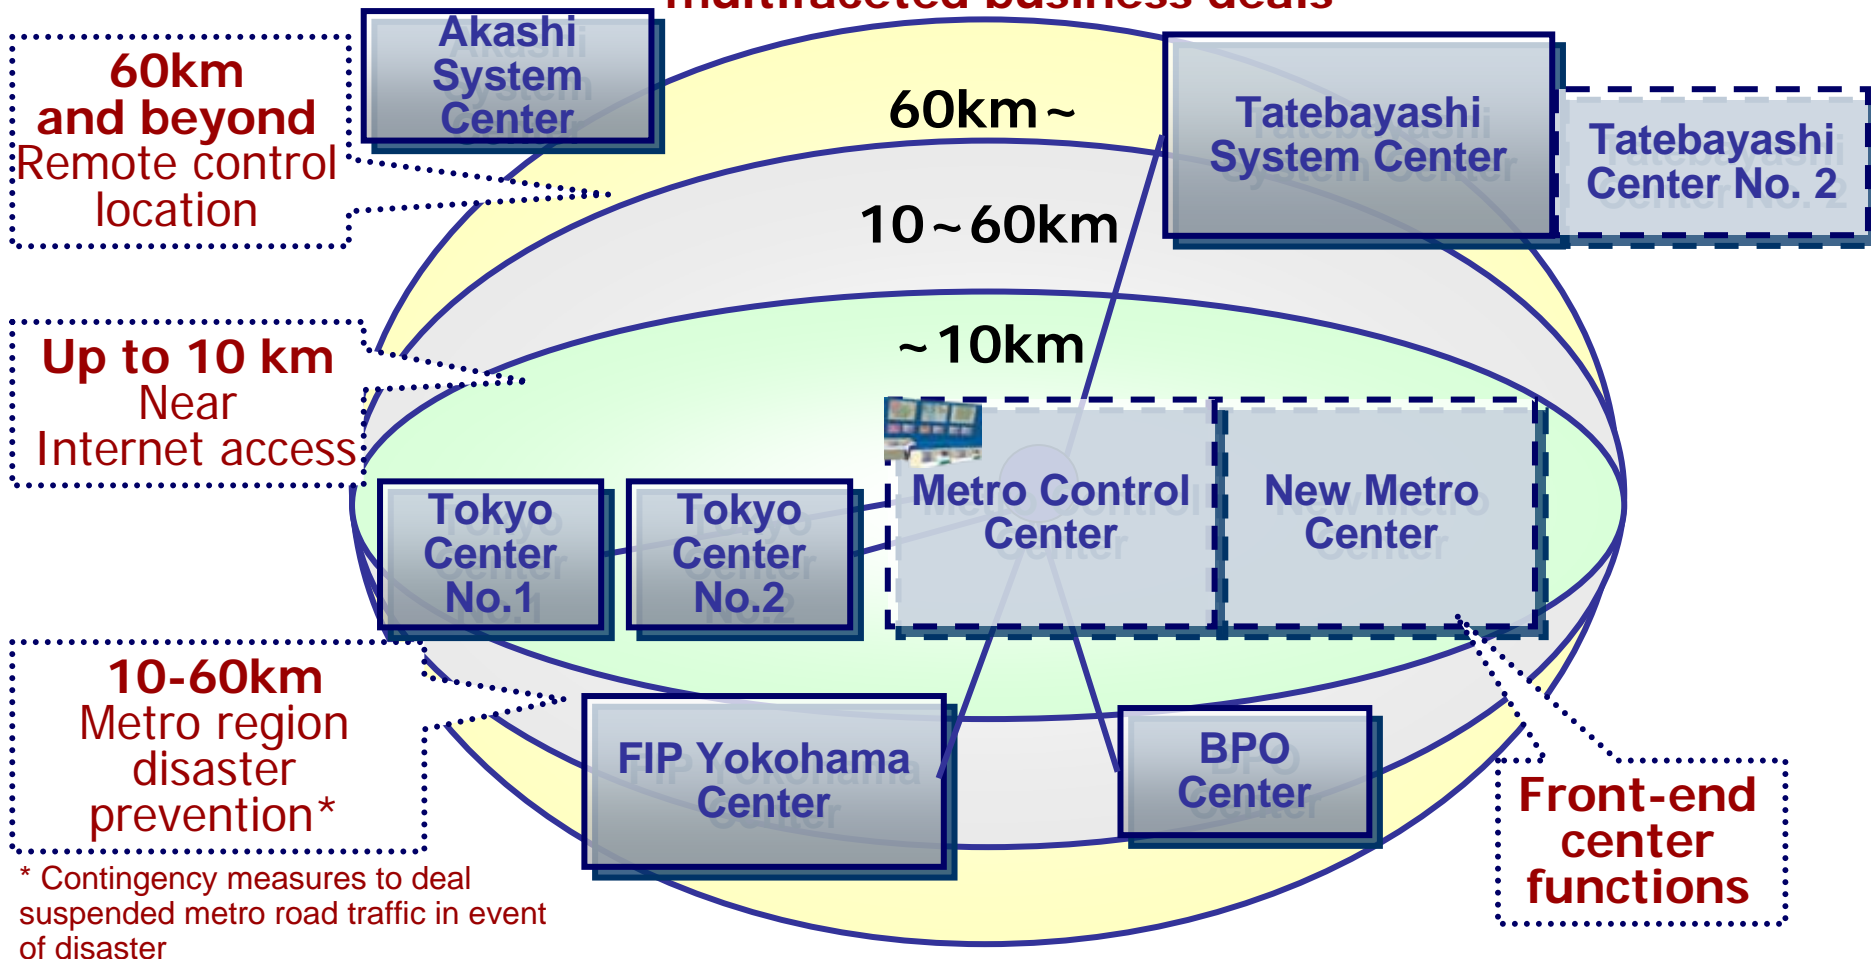 multifaceted business deals
Akashi
System
Center
60km
and beyond
Remote control
location
60km~
Tatebayashi
System Center
Tatebayashi
Center No. 2
10~60km
Up to 10 km
Near
Internet access
~10km
Metro Control
Center
New Metro
Center
Tokyo
Center
No.1
Tokyo
Center
No.2
10-60km
Metro region
disaster
prevention*
FIP Yokohama
Center
BPO
Center
Front-end
center
functions
* Contingency measures to deal
suspended metro road traffic in event
of disaster